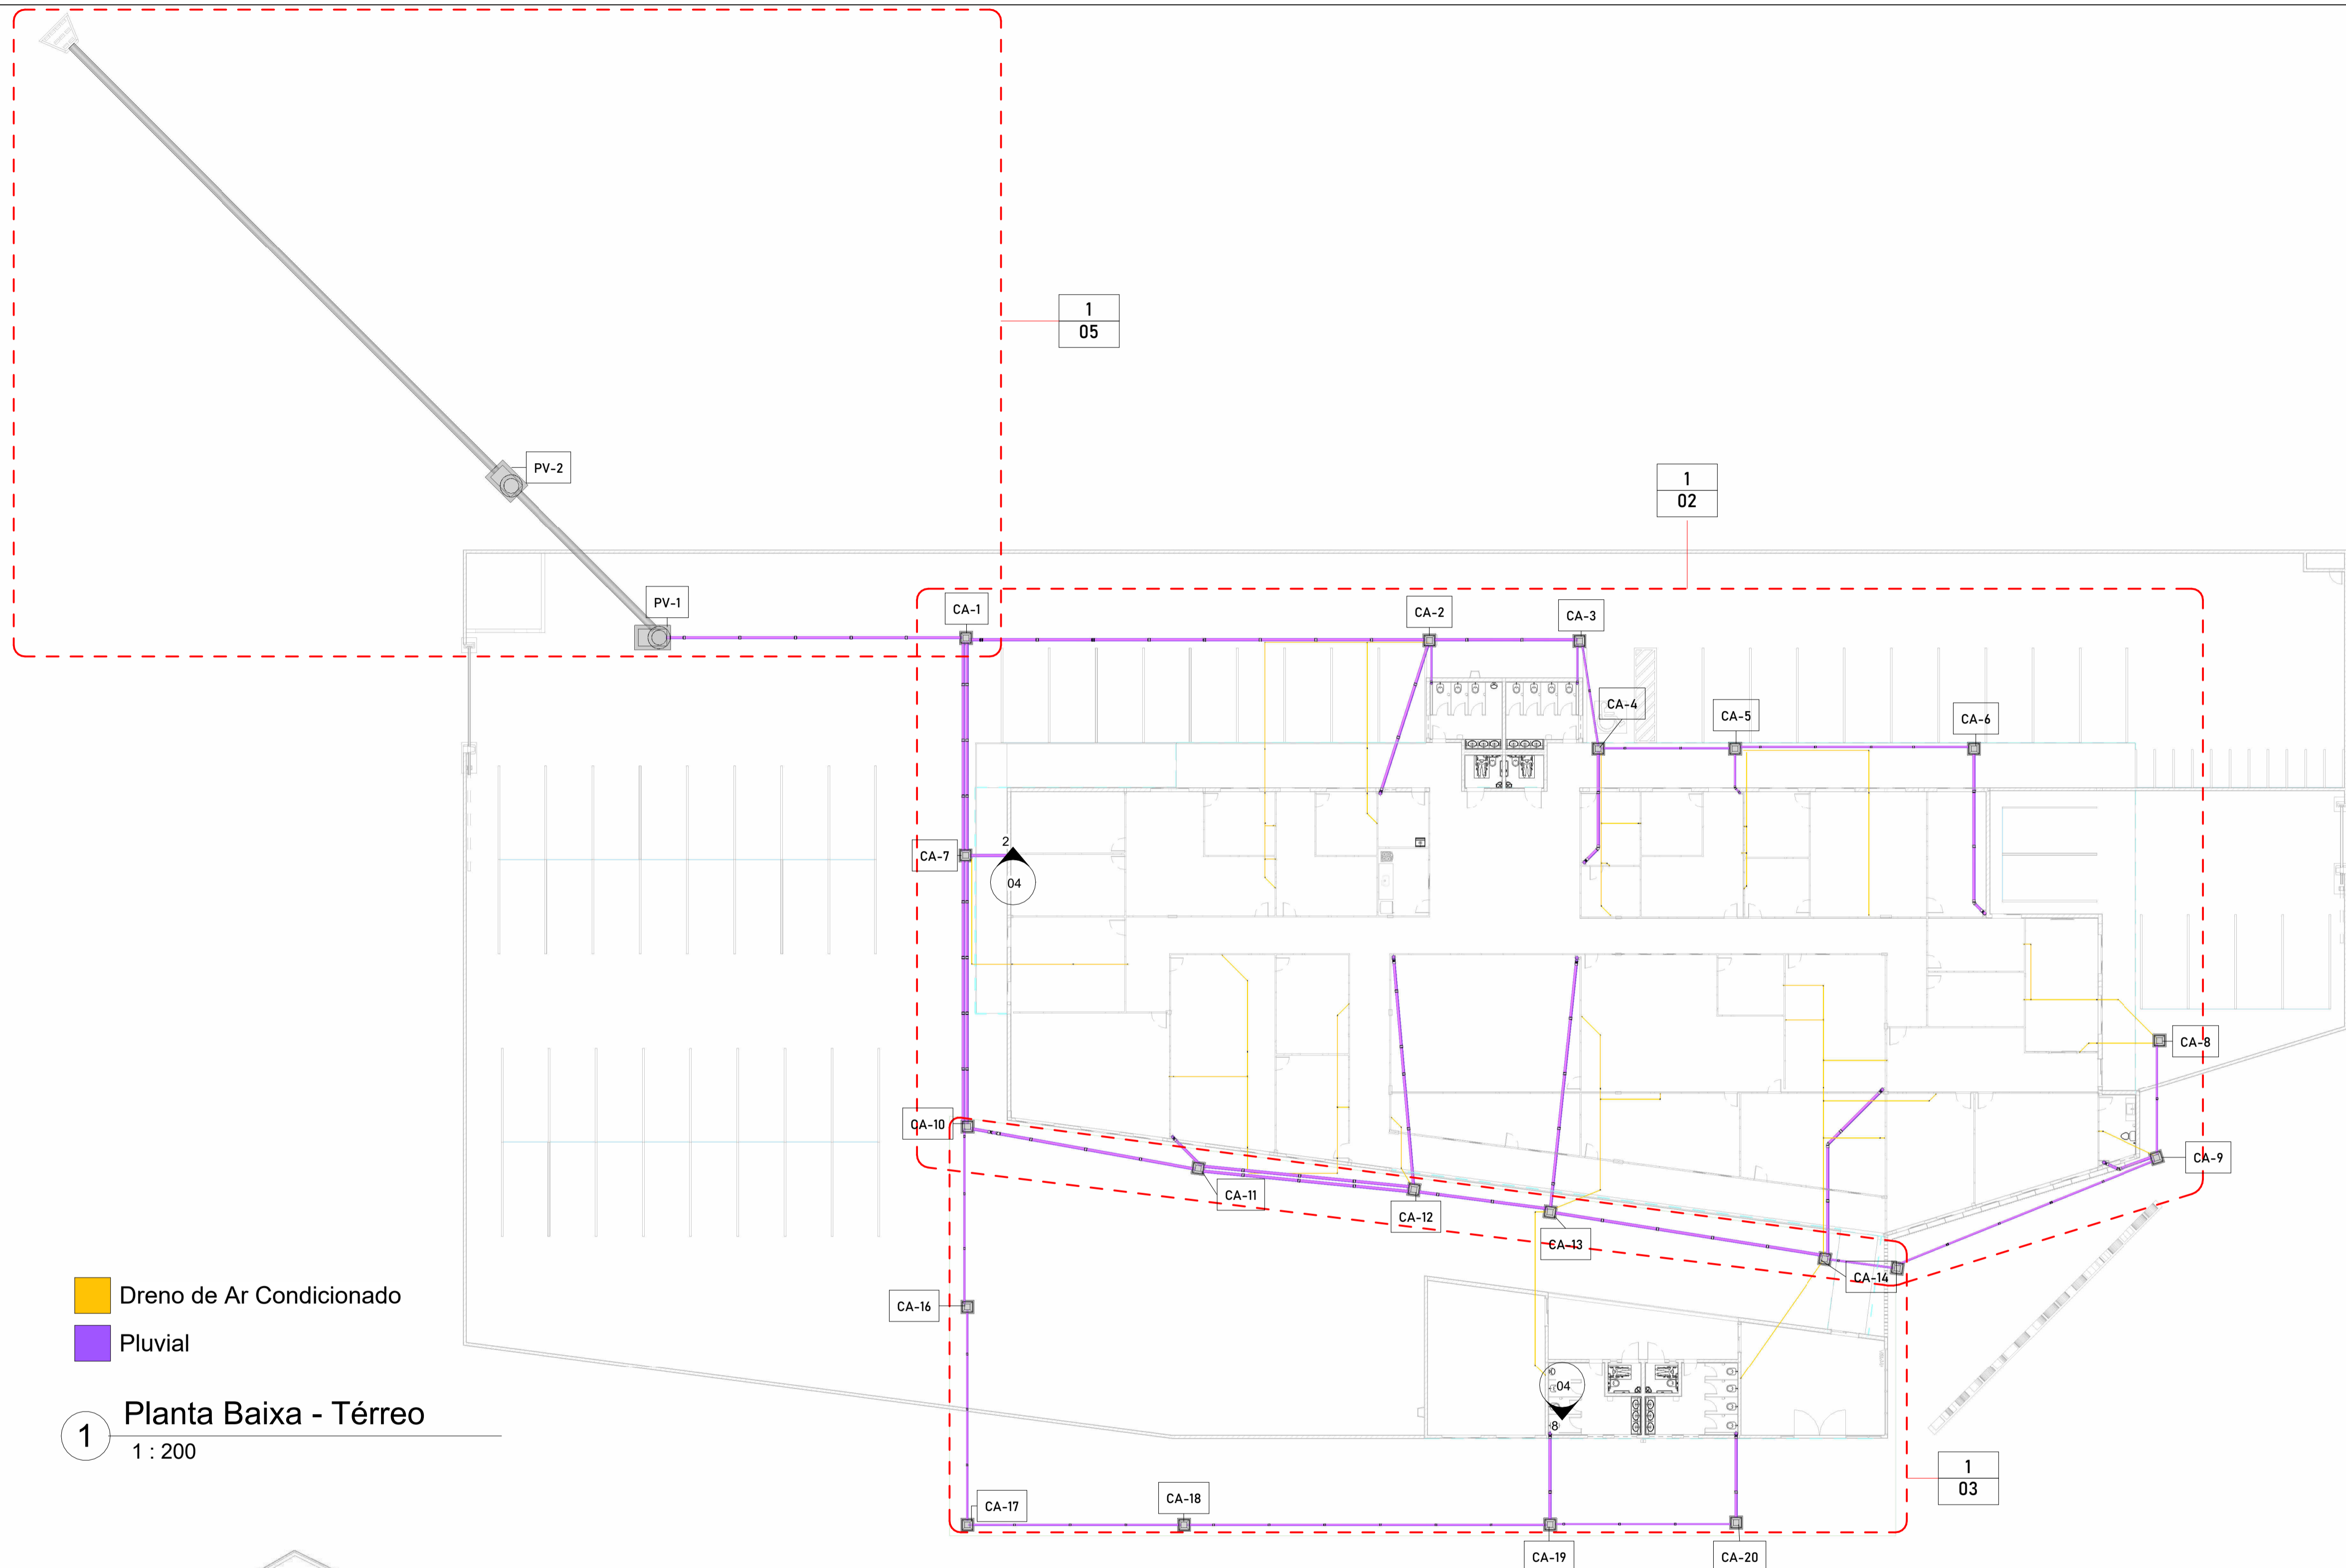 1
05
PV-2
1
02
PV-1
CA-1
CA-2
CA-3
CA-4
CA-5
CA-6
CA-7
2
04
CA-8
CA-10
CA-9
CA-11
CA-12
CA-13
CA-14
CA-16
Dreno de Ar Condicionado
Pluvial
04
8
1
Planta Baixa - Térreo
1 : 200
1
03
CA-17
CA-18
CA-19
CA-20